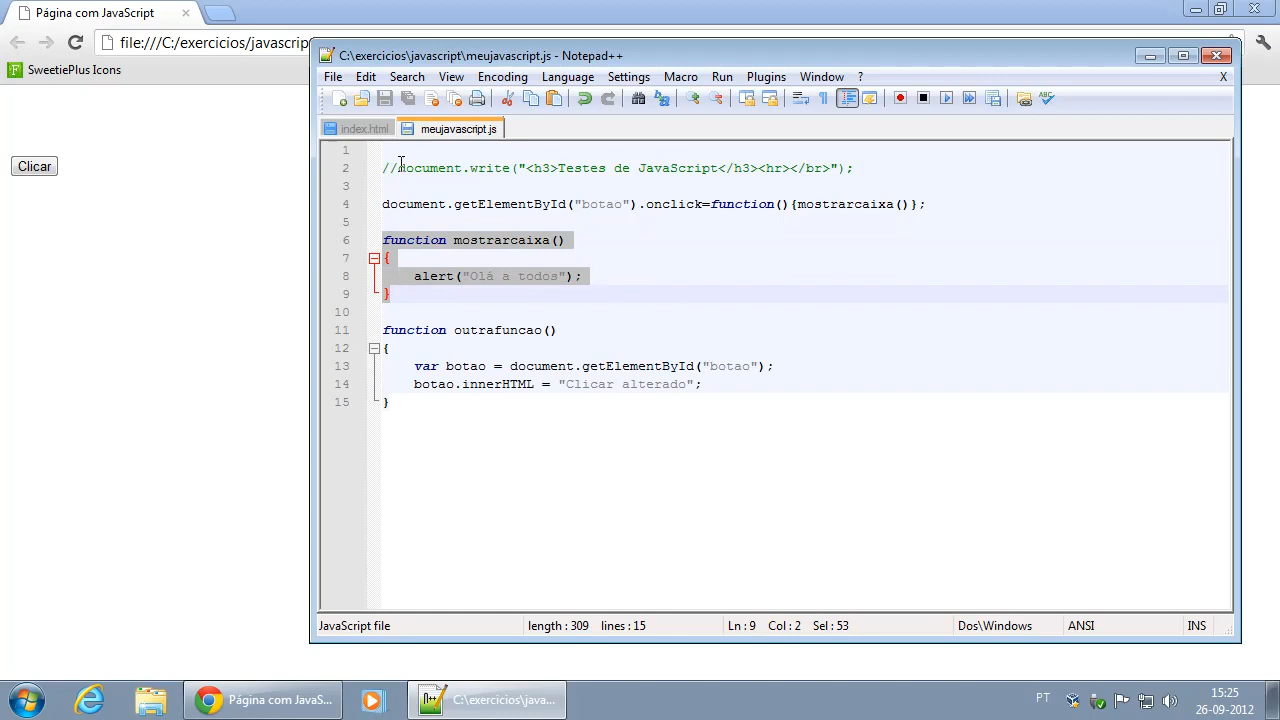 Página com JavaScript
file:///C:/exercicios/javascrip
SweetiePlus Icons
Clicar
C:\exercicios\javascript\meujavascript.js - Notepad++
File Edit Search View Encoding Language Settings Macro Run Plugins Window ? X
index.html meujavascript.js
1
2 //document.write("<h3>Testes de JavaScript</h3><hr></br>");
3
4 document.getElementById("botao").onclick=function(){mostrarcaixa()};
5
6 function mostrarcaixa()
7 {
8 alert("Olá a todos");
9 }
10
11 function outrafuncao()
12 {
13 var botao = document.getElementById("botao");
14 botao.innerHTML = "Clicar alterado";
15 }
JavaScript file length : 309 lines : 15 Ln : 9 Col : 2 Sel : 53 Dos\Windows ANSI INS
Página com JavaS... C:\exercicios\java... PT 15:25
26-09-2012